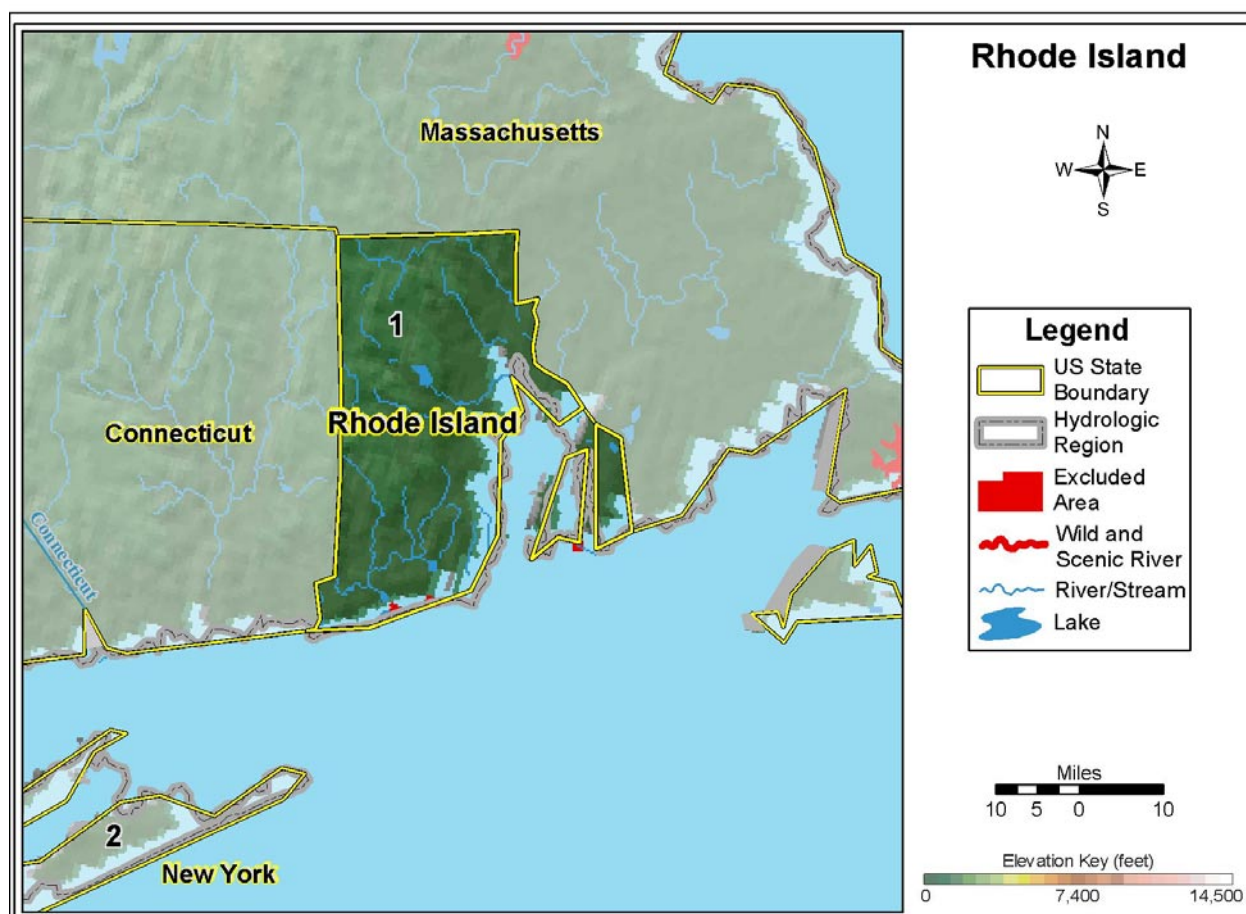 Rhode Island
Massachusetts
N
W E
S
1
Rhode Island
Connecticut
Connecticut
Legend
US State
Boundary
Hydrologic
Region
Excluded
Area
Wild and
Scenic River
River/Stream
Lake
2
New York
Miles
10 5 0 10
Elevation Key (feet)
0 7,400 14,500